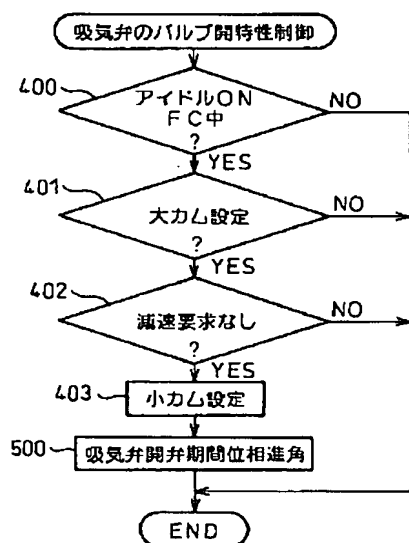 吸気弁のバルブ開特性制御
400
アイドルON
FC中
?
NO
YES
401
大カム設定
?
NO
YES
402
減速要求なし
?
NO
YES
403
小カム設定
500
吸気弁開弁期間位相進角
END